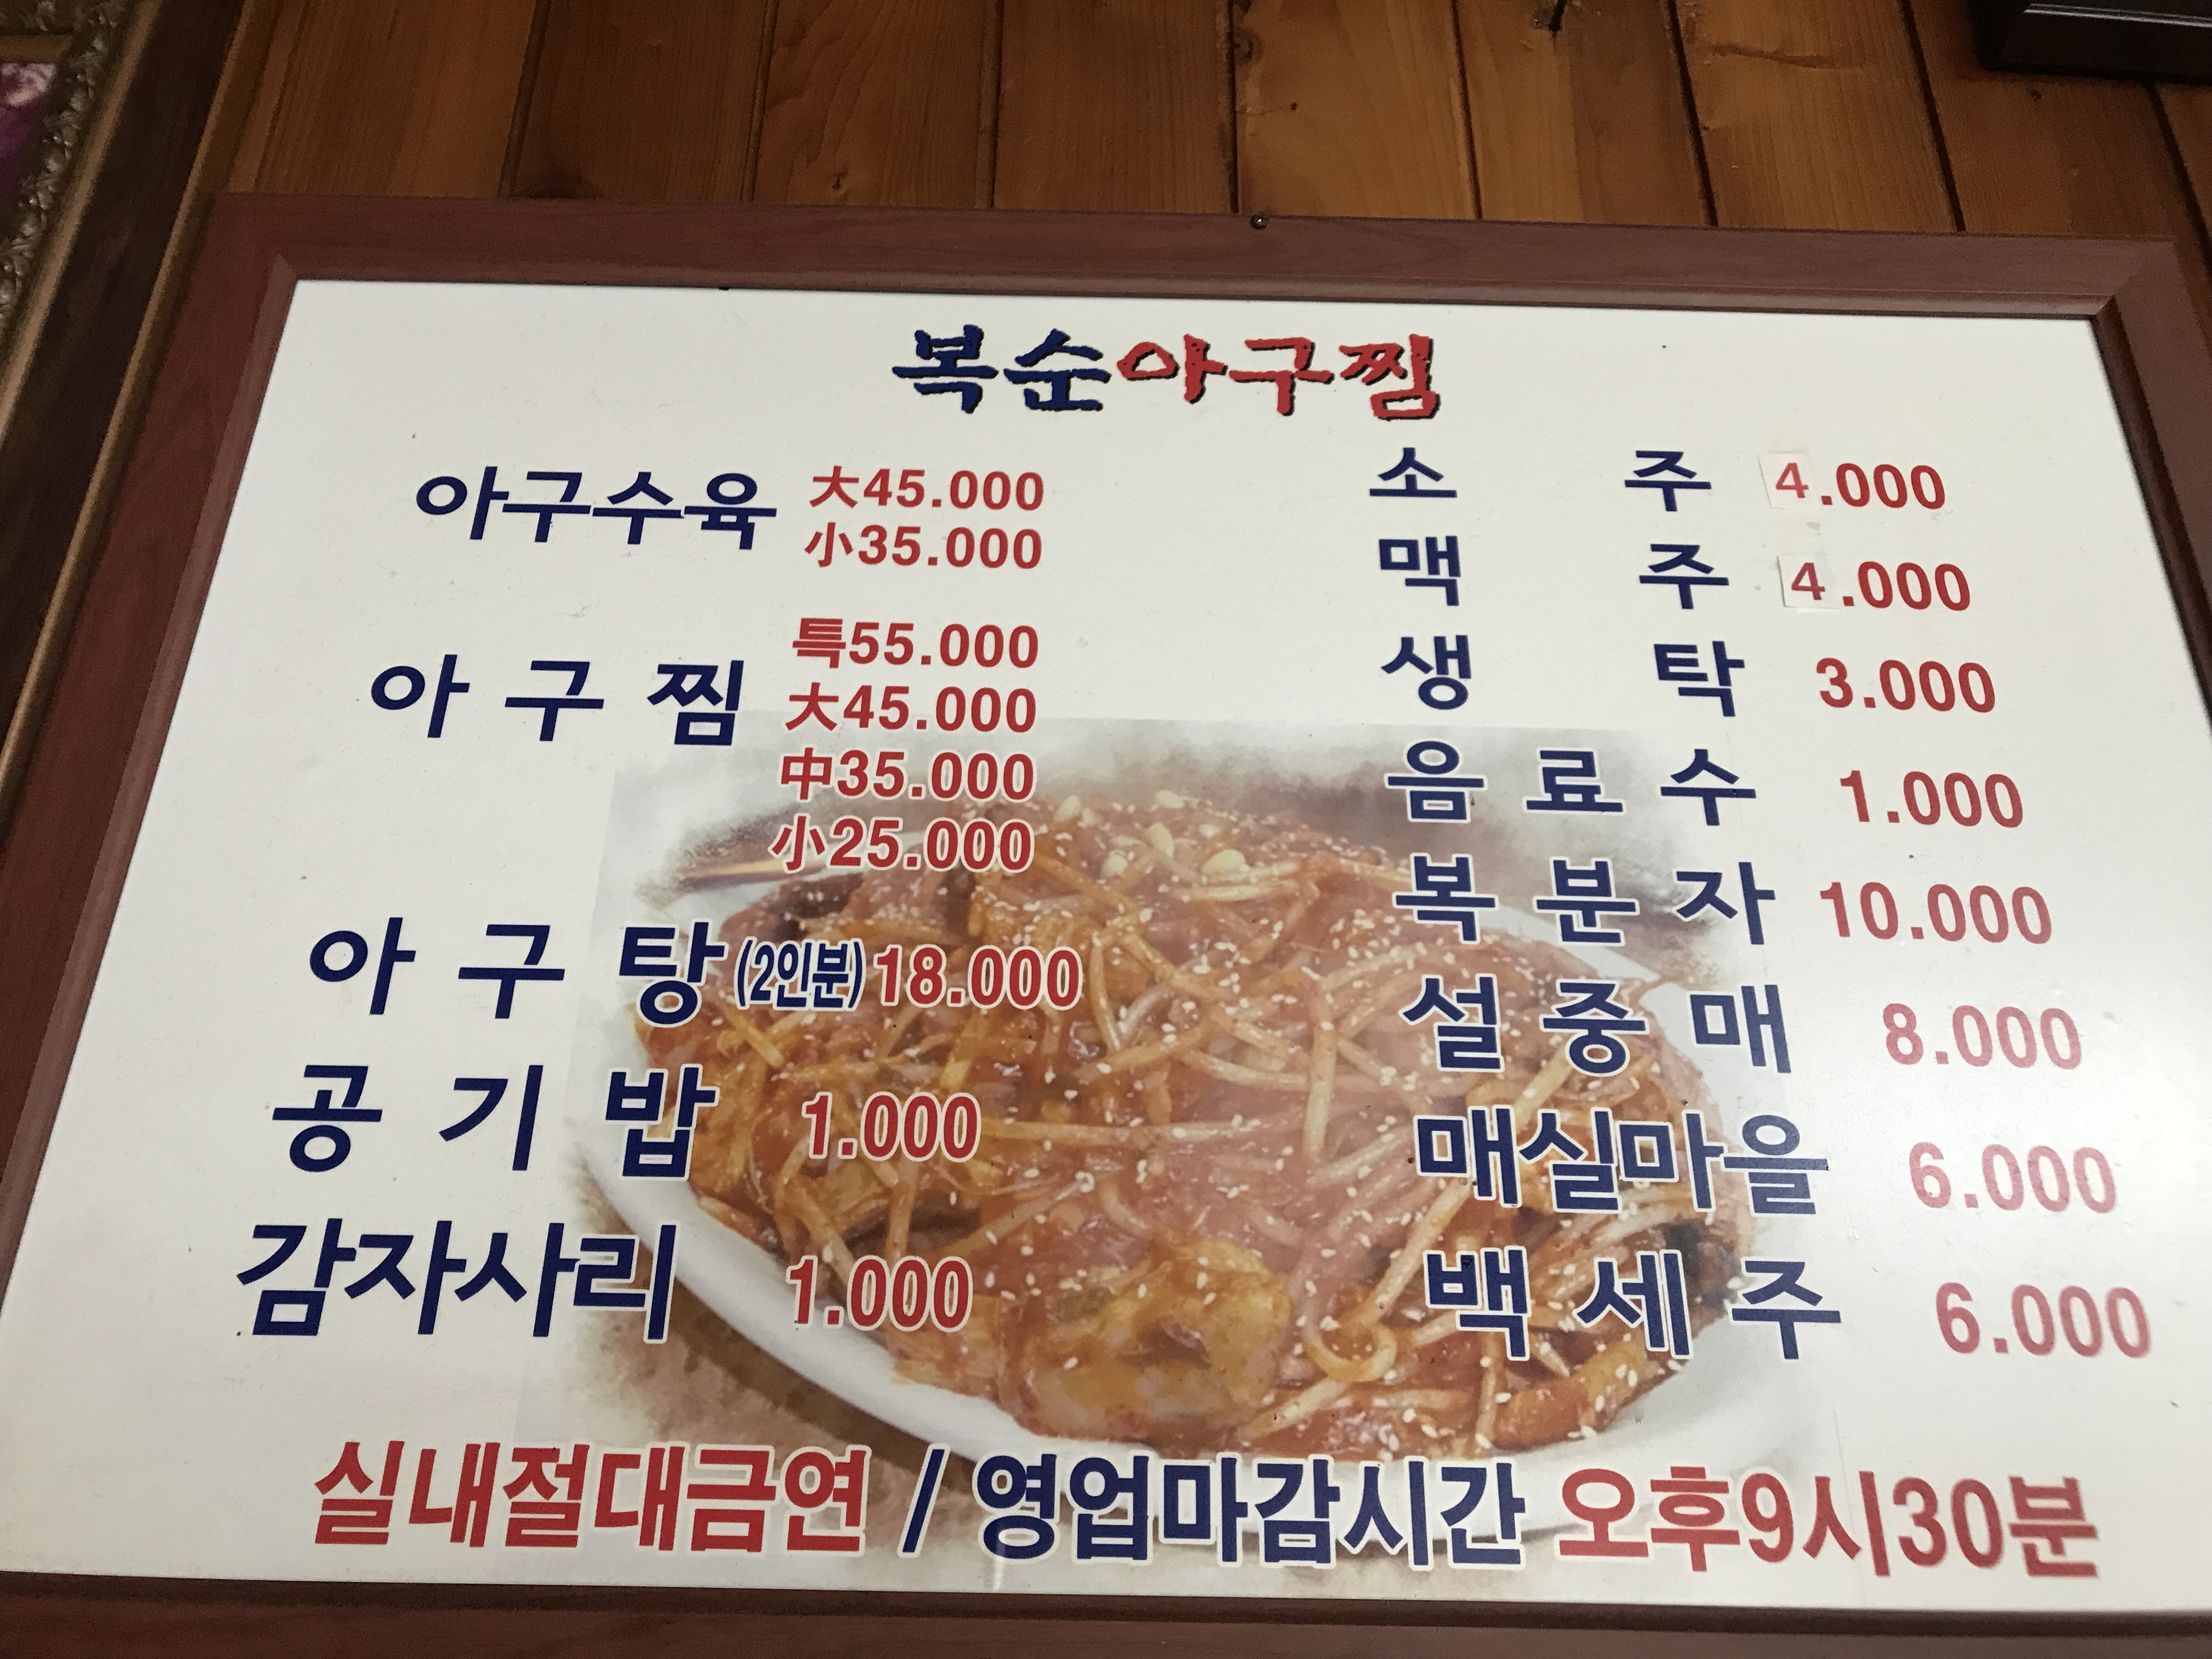 복순아구찜
아구수육 大45.000
小35.000
아 구 찜 특55.000
大45.000
中35.000
小25.000
아 구 탕 (2인분) 18.000
공 기 밥 1.000
감자사리 1.000
소 주 4.000
맥 주 4.000
생 탁 3.000
음 료 수 1.000
복 분 자 10.000
설 중 매 8.000
매실마을 6.000
백 세 주 6.000
실내절대금연 / 영업마감시간 오후9시30분